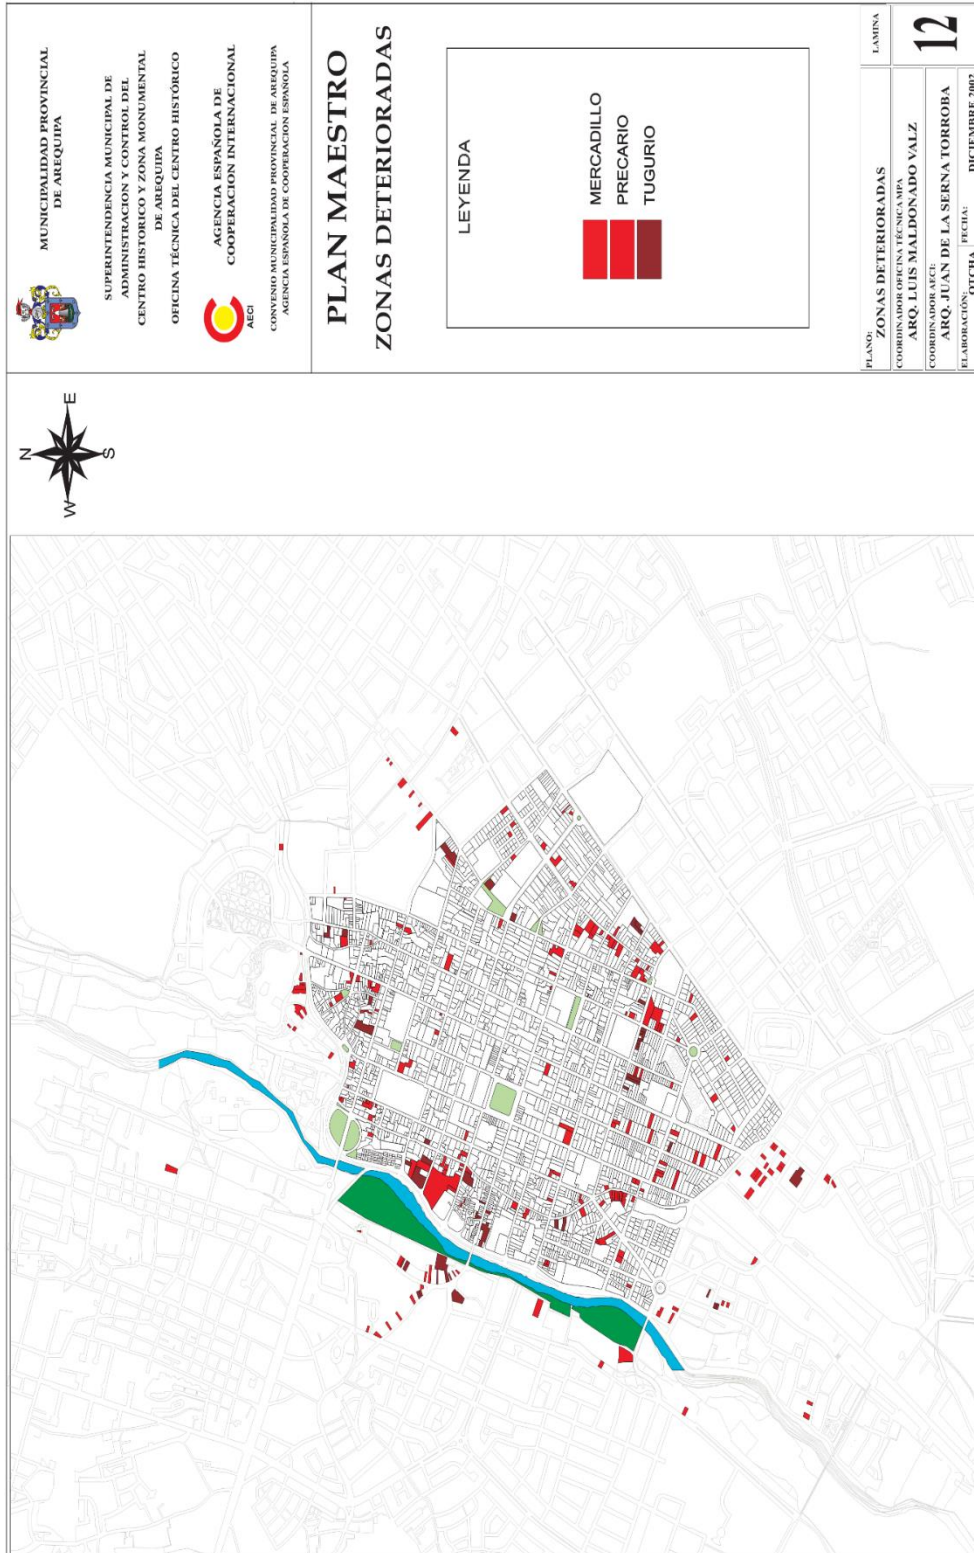 MUNICIPALIDAD PROVINCIAL
DE AREQUIPA
SUPERINTENDENCIA MUNICIPAL DE
ADMINISTRACION Y CONTROL DEL
CENTRO HISTORICO Y ZONA MONUMENTAL
DE AREQUIPA
OFICINA TÉCNICA DEL CENTRO HISTÓRICO
AECI
AGENCIA ESPAÑOLA DE
COOPERACION INTERNACIONAL
CONVENIO MUNICIPALIDAD PROVINCIAL DE AREQUIPA
AGENCIA ESPAÑOLA DE COOPERACION ESPAÑOLA
PLAN MAESTRO
ZONAS DETERIORADAS
LEYENDA
MERCADILLO
PRECARIO
TUGURIO
PLANO:
ZONAS DETERIORADAS
COORDINADOR OFICINA TÉCNICA MPA
ARQ. LUIS MALDONADO VALZ
COORDINADOR AECI:
ARQ. JUAN DE LA SERNA TORROBA
ELABORACIÓN:
OTCHA
FECHA:
DICIEMBRE 2002
LAMINA
12
N
E
S
W